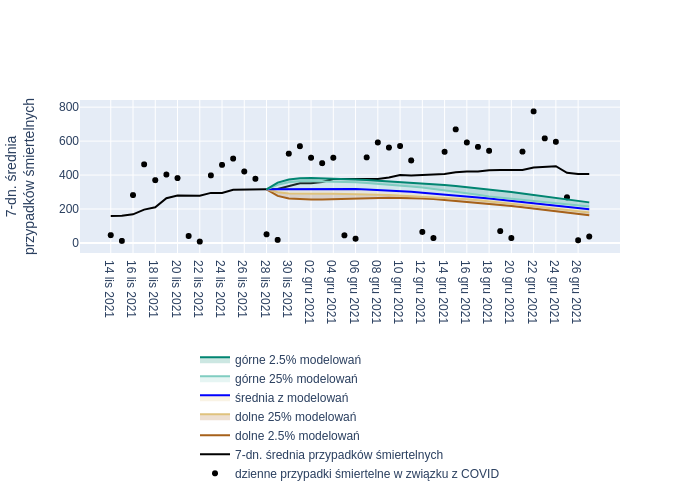 7-dn. średnia
przypadków śmiertelnych
800
600
400
200
0
14 lis 2021
16 lis 2021
18 lis 2021
20 lis 2021
22 lis 2021
24 lis 2021
26 lis 2021
28 lis 2021
30 lis 2021
02 gru 2021
04 gru 2021
06 gru 2021
08 gru 2021
10 gru 2021
12 gru 2021
14 gru 2021
16 gru 2021
18 gru 2021
20 gru 2021
22 gru 2021
24 gru 2021
26 gru 2021
górne 2.5% modelowań
górne 25% modelowań
średnia z modelowań
dolne 25% modelowań
dolne 2.5% modelowań
7-dn. średnia przypadków śmiertelnych
dzienne przypadki śmiertelne w związku z COVID